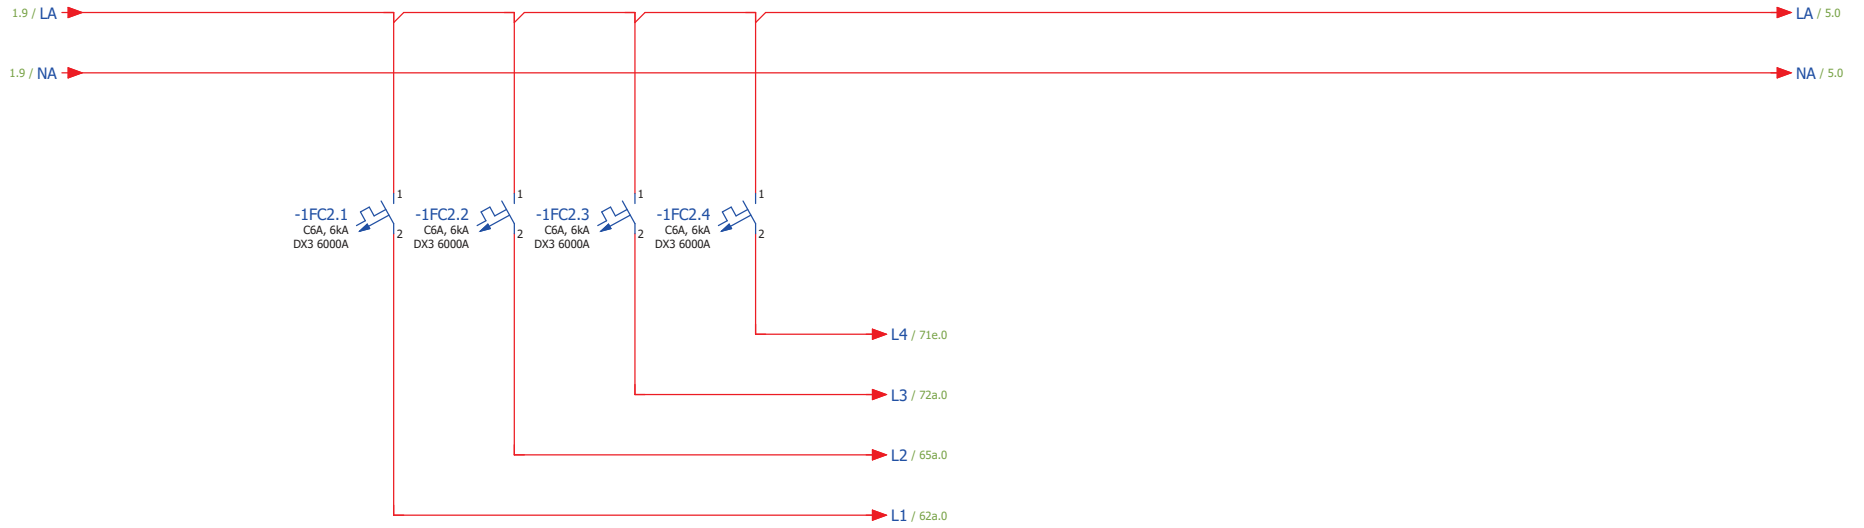 1.9 / LA
LA / 5.0
1.9 / NA
NA / 5.0
-1FC2.1
C6A, 6kA
DX3 6000A
1
2
-1FC2.2
C6A, 6kA
DX3 6000A
1
2
-1FC2.3
C6A, 6kA
DX3 6000A
1
2
-1FC2.4
C6A, 6kA
DX3 6000A
1
2
L4 / 71e.0
L3 / 72a.0
L2 / 65a.0
L1 / 62a.0